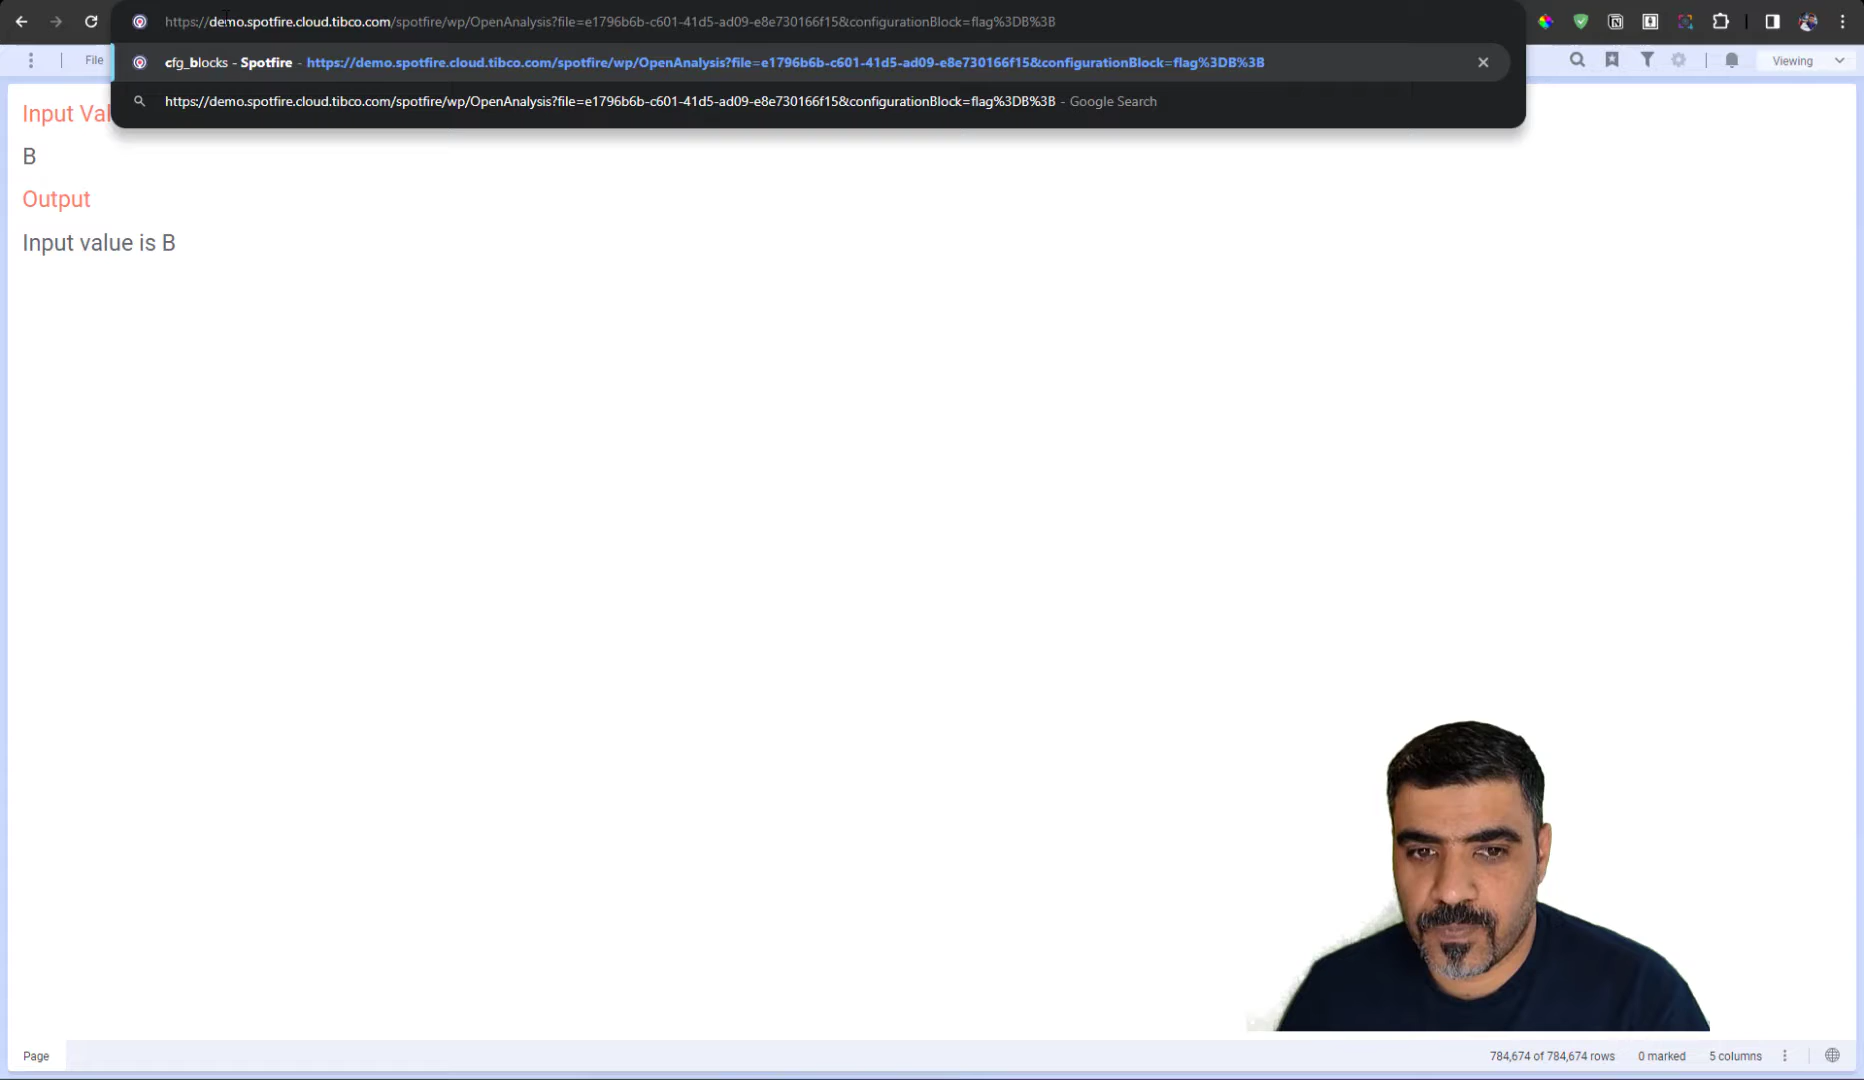 https://demo.spotfire.cloud.tibco.com/spotfire/wp/OpenAnalysis?file=e1796b6b-c601-41d5-ad09-e8e730166f15&configurationBlock=flag%3DB%3B
cfg_blocks - Spotfire - https://demo.spotfire.cloud.tibco.com/spotfire/wp/OpenAnalysis?file=e1796b6b-c601-41d5-ad09-e8e730166f15&configurationBlock=flag%3DB%3B
File
Viewing
https://demo.spotfire.cloud.tibco.com/spotfire/wp/OpenAnalysis?file=e1796b6b-c601-41d5-ad09-e8e730166f15&configurationBlock=flag%3DB%3B - Google Search
Input Val
B
Output
Input value is B
Page
784,674 of 784,674 rows 0 marked 5 columns